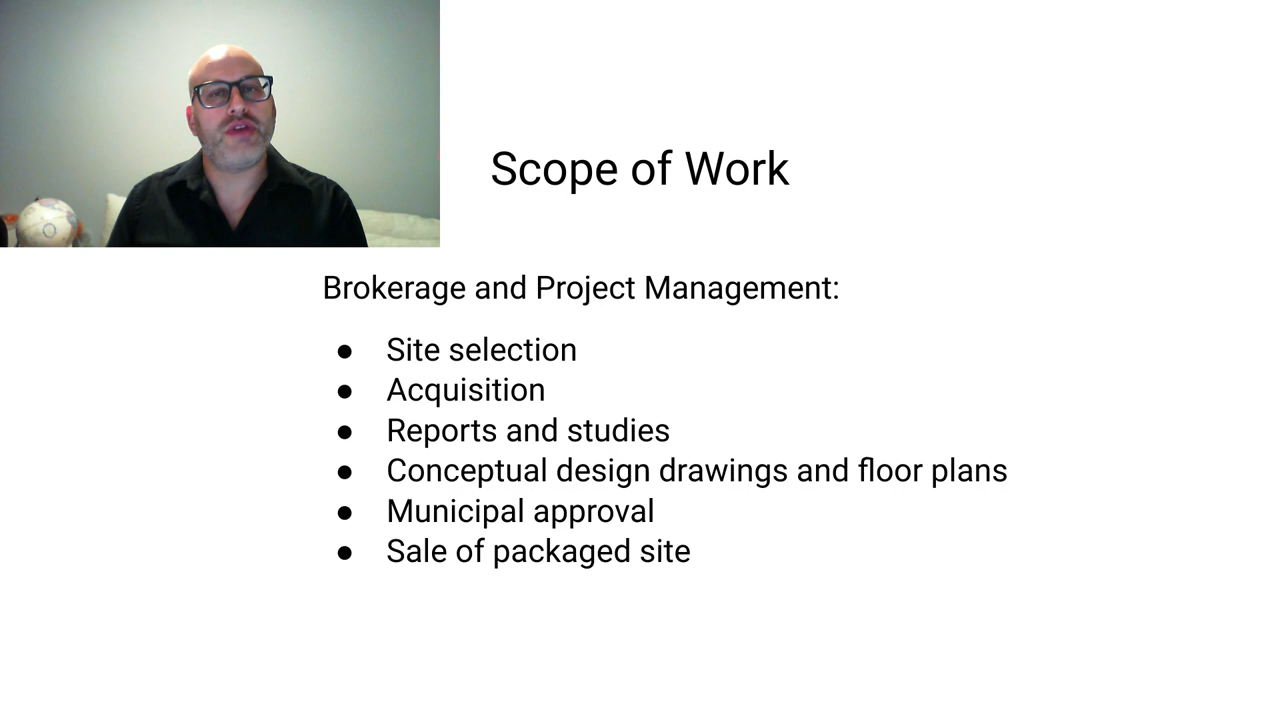 Scope of Work
Brokerage and Project Management:
● Site selection
● Acquisition
● Reports and studies
● Conceptual design drawings and floor plans
● Municipal approval
● Sale of packaged site